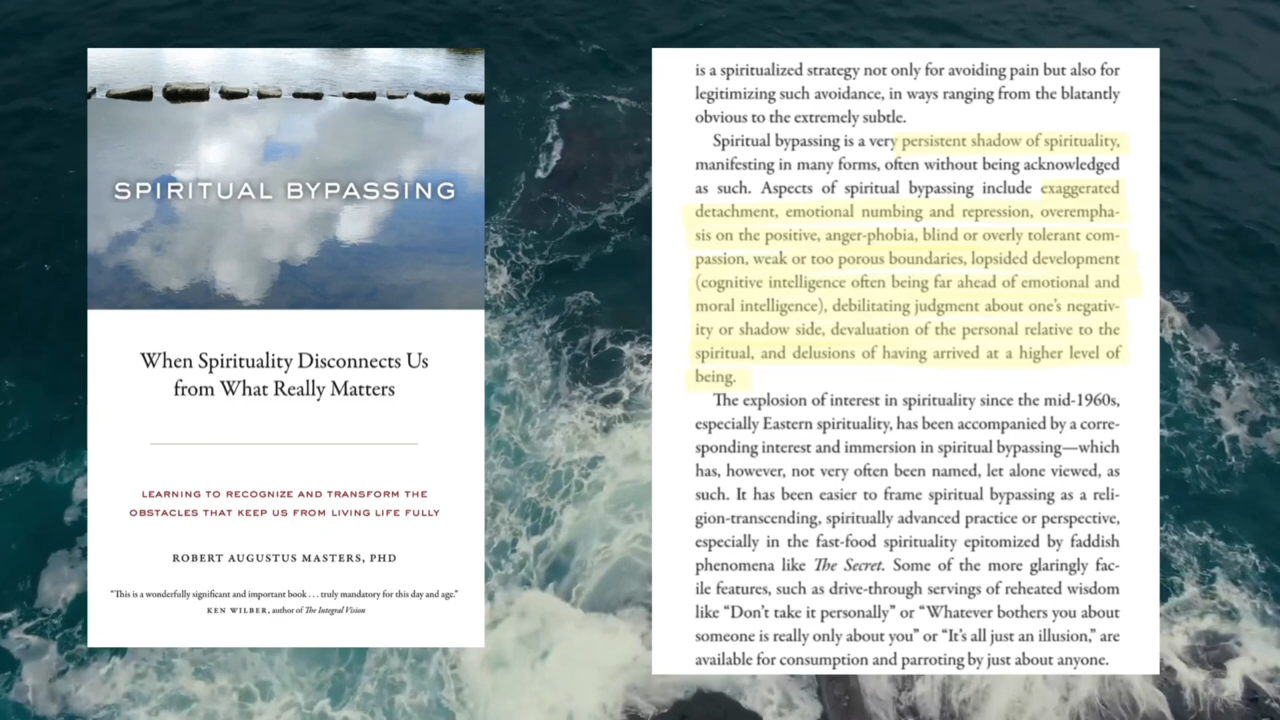 SPIRITUAL BYPASSING
When Spirituality Disconnects Us
from What Really Matters
LEARNING TO RECOGNIZE AND TRANSFORM THE
OBSTACLES THAT KEEP US FROM LIVING LIFE FULLY
ROBERT AUGUSTUS MASTERS, PHD
"This is a wonderfully significant and important book . . . truly mandatory for this day and age."
KEN WILBER, author of The Integral Vision
is a spiritualized strategy not only for avoiding pain but also for
legitimizing such avoidance, in ways ranging from the blatantly
obvious to the extremely subtle.
Spiritual bypassing is a very persistent shadow of spirituality,
manifesting in many forms, often without being acknowledged
as such. Aspects of spiritual bypassing include exaggerated
detachment, emotional numbing and repression, overempha-
sis on the positive, anger-phobia, blind or overly tolerant com-
passion, weak or too porous boundaries, lopsided development
(cognitive intelligence often being far ahead of emotional and
moral intelligence), debilitating judgment about one's negativ-
ity or shadow side, devaluation of the personal relative to the
spiritual, and delusions of having arrived at a higher level of
being.
The explosion of interest in spirituality since the mid-1960s,
especially Eastern spirituality, has been accompanied by a corre-
sponding interest and immersion in spiritual bypassing—which
has, however, not very often been named, let alone viewed, as
such. It has been easier to frame spiritual bypassing as a reli-
gion-transcending, spiritually advanced practice or perspective,
especially in the fast-food spirituality epitomized by faddish
phenomena like The Secret. Some of the more glaringly fac-
ile features, such as drive-through servings of reheated wisdom
like "Don't take it personally" or "Whatever bothers you about
someone is really only about you" or "It's all just an illusion," are
available for consumption and parroting by just about anyone.